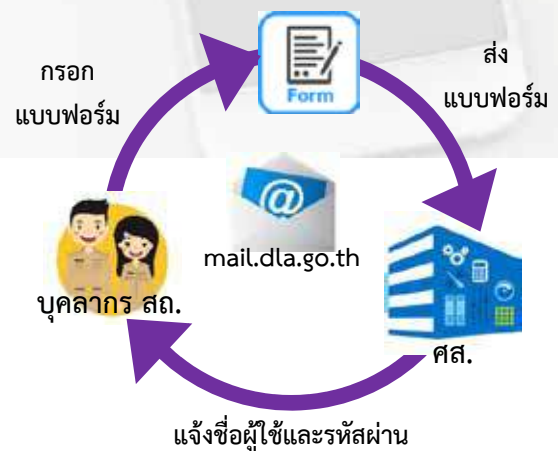 กรอก
แบบฟอร์ม
Form
ส่ง
แบบฟอร์ม
@
mail.dla.go.th
บุคลากร สถ.
ศส.
แจ้งชื่อผู้ใช้และรหัสผ่าน